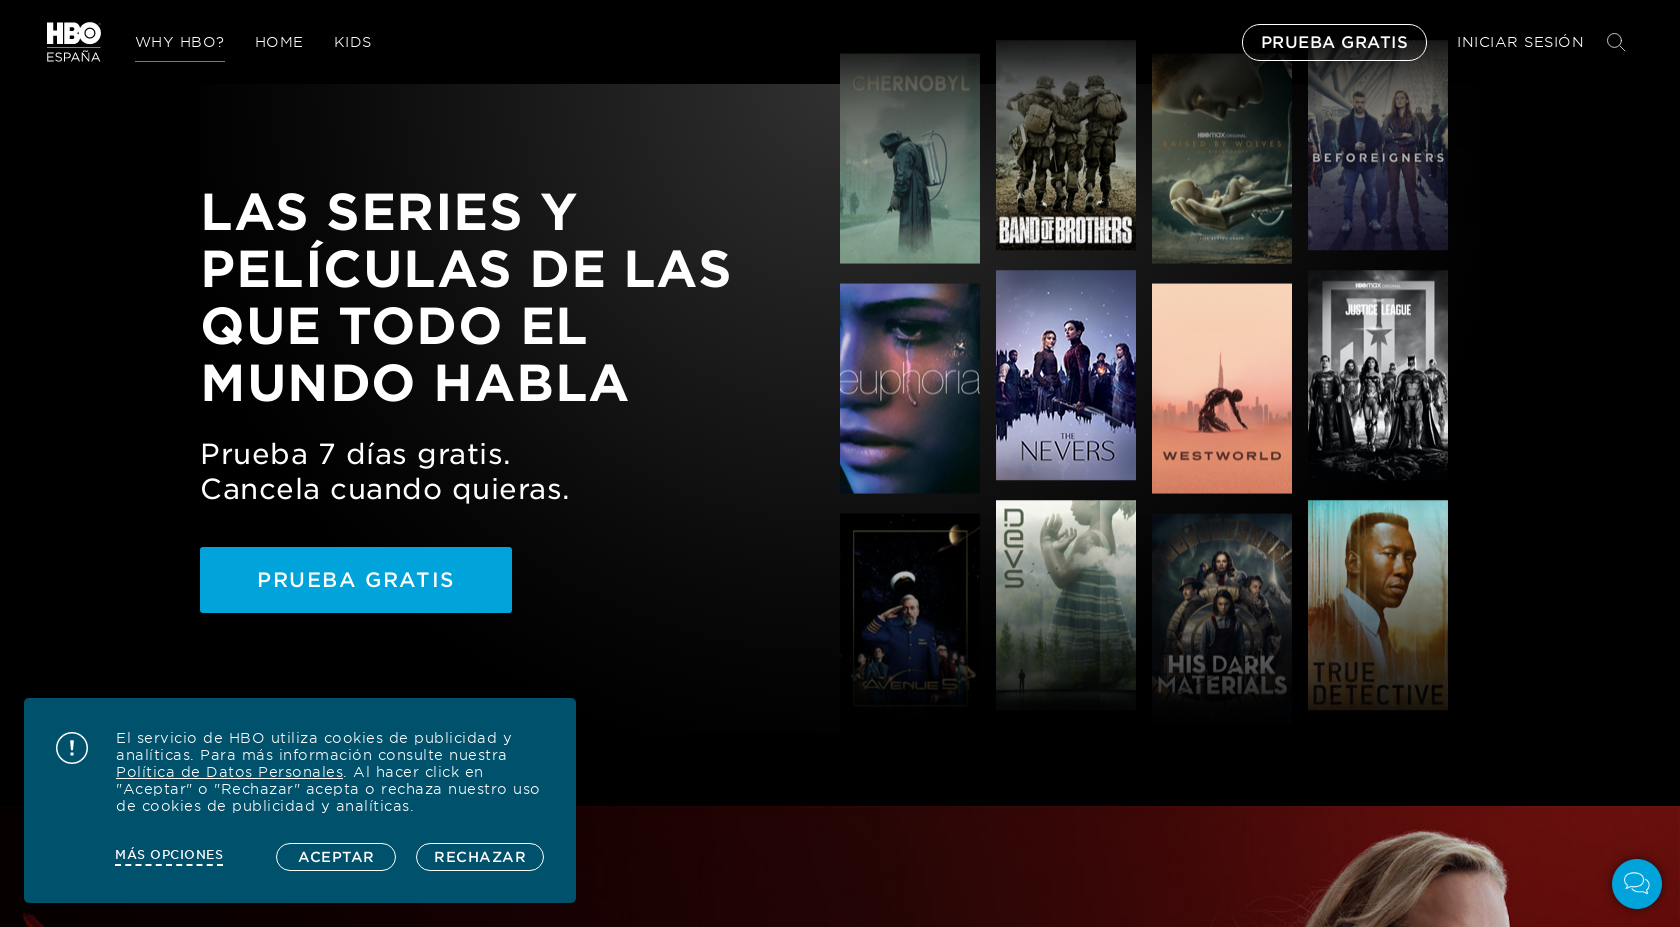 HBO
ESPAÑA
WHY HBO?
HOME
KIDS
PRUEBA GRATIS
INICIAR SESIÓN
LAS SERIES Y
PELÍCULAS DE LAS
QUE TODO EL
MUNDO HABLA
Prueba 7 días gratis.
Cancela cuando quieras.
PRUEBA GRATIS
CHERNOBYL
BAND OF BROTHERS
HBOMAX ORIGINAL
RAISED BY WOLVES
BEFOREIGNERS
euphoria
THE
NEVERS
WESTWORLD
HBOMAX ORIGINAL
JUSTICE LEAGUE
AVENUE 5
DEVS
HIS DARK
MATERIALS
TRUE
DETECTIVE
El servicio de HBO utiliza cookies de publicidad y
analíticas. Para más información consulte nuestra
Política de Datos Personales. Al hacer click en
"Aceptar" o "Rechazar" acepta o rechaza nuestro uso
de cookies de publicidad y analíticas.
MÁS OPCIONES
ACEPTAR
RECHAZAR